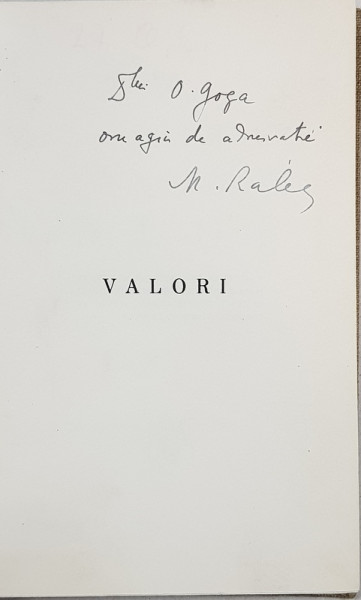 Dlui O. Goga
omagiu de admirație
M. Ralea
VALORI